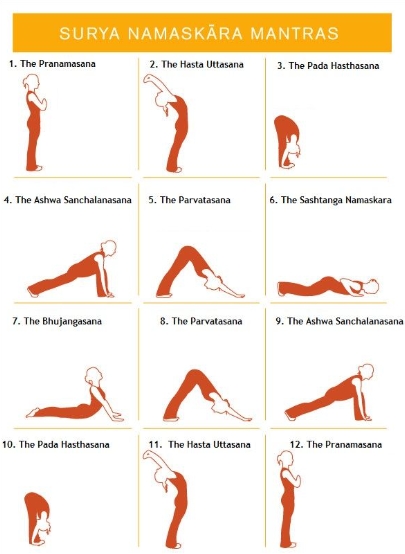 SURYA NAMASKĀRA MANTRAS
1. The Pranamasana
2. The Hasta Uttasana
3. The Pada Hasthasana
4. The Ashwa Sanchalanasana
5. The Parvatasana
6. The Sashtanga Namaskara
7. The Bhujangasana
8. The Parvatasana
9. The Ashwa Sanchalanasana
10. The Pada Hasthasana
11. The Hasta Uttasana
12. The Pranamasana